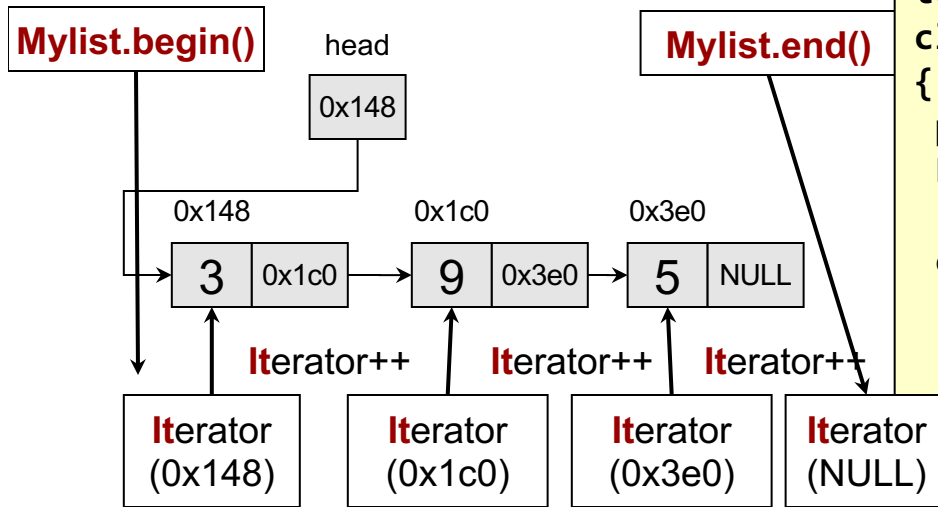 Mylist.begin()
head
Mylist.end()
0x148
{
0x148
0x1c0
0x3e0
3
0x1c0
9
0x3e0
5
NULL
Iterator++
Iterator++
Iterator++
Iterator
(0x148)
Iterator
(0x1c0)
Iterator
(0x3e0)
Iterator
(NULL)